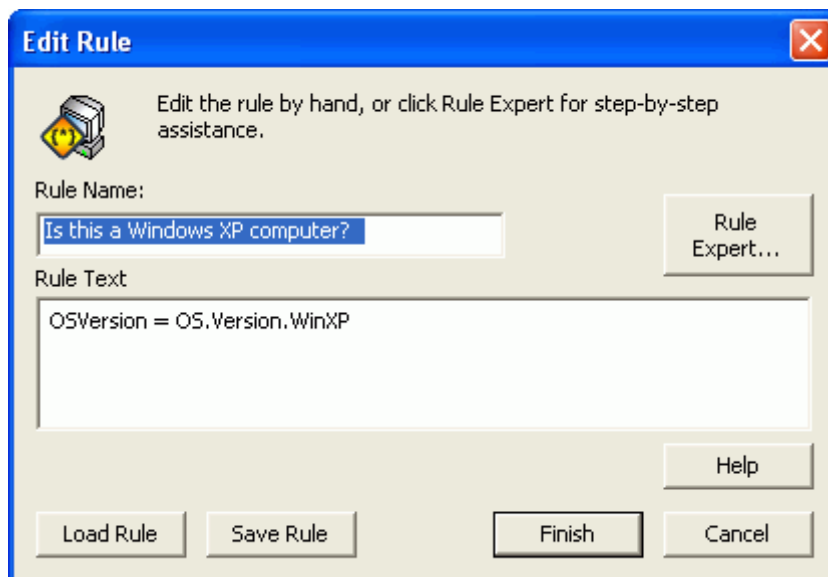 Edit Rule
Edit the rule by hand, or click Rule Expert for step-by-step
assistance.
Rule Name:
Is this a Windows XP computer?
Rule
Expert...
Rule Text
OSVersion = OS.Version.WinXP
Help
Load Rule
Save Rule
Finish
Cancel